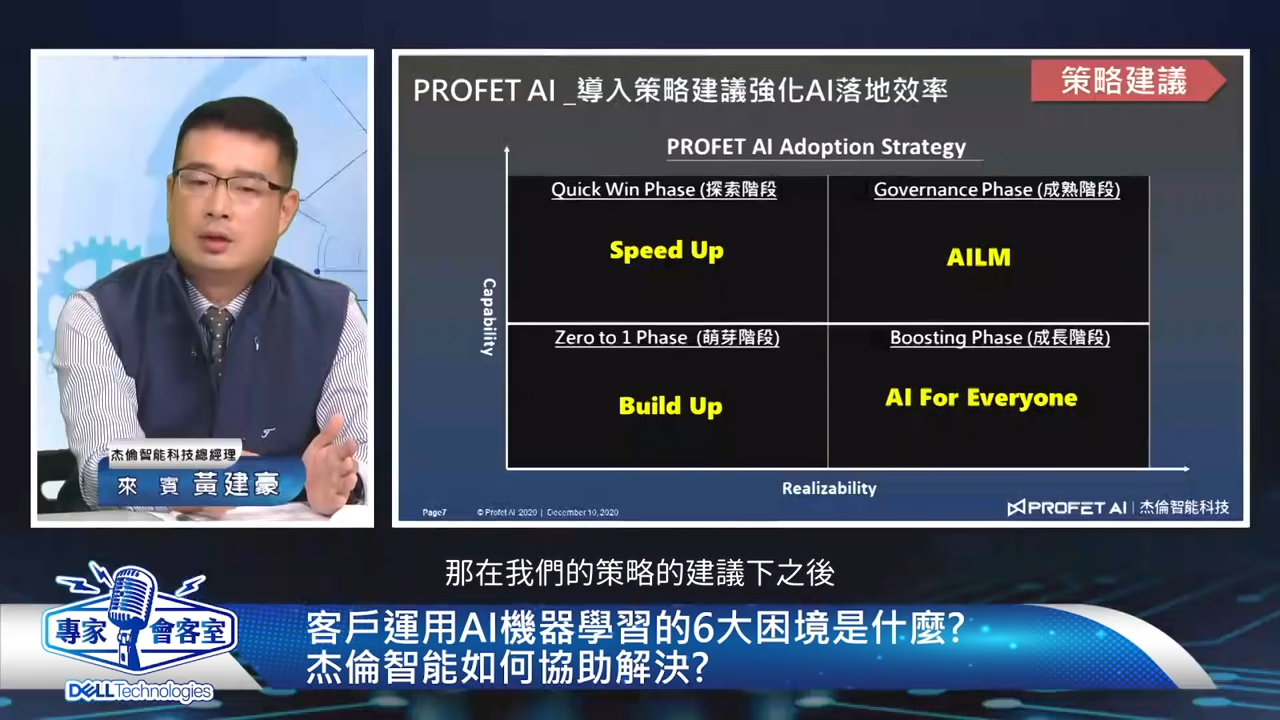 PROFET AI _導入策略建議強化AI落地效率
策略建議
PROFET AI Adoption Strategy
Quick Win Phase (探索階段
Governance Phase (成熟階段)
Speed Up
AILM
Capability
Zero to 1 Phase (萌芽階段)
Boosting Phase (成長階段)
Build Up
AI For Everyone
Realizability
Page7
© Profet AI 2020 | December 10, 2020
PROFET AI | 杰倫智能科技
杰倫智能科技總經理
來 賓 黃建豪
那在我們的策略的建議下之後
專家會客室
DELLTechnologies
客戶運用AI機器學習的6大困境是什麼?
杰倫智能如何協助解決?